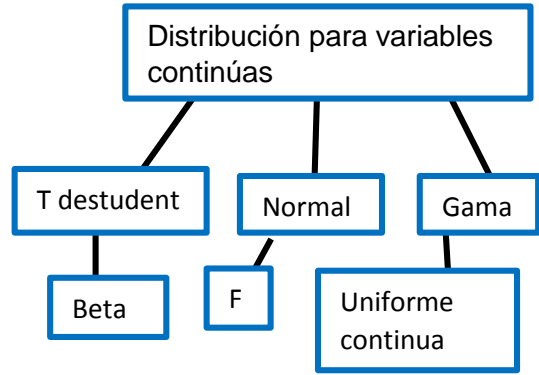 Distribución para variables
continúas
T destudent
Normal
Gama
Beta
F
Uniforme
continua